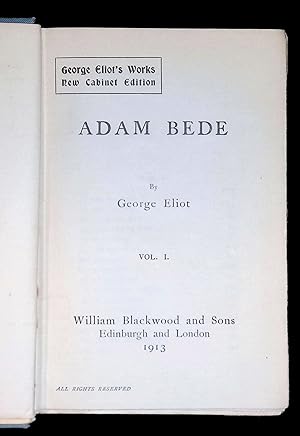 George Eliot's Works
New Cabinet Edition
ADAM BEDE
By
George Eliot
VOL. I.
William Blackwood and Sons
Edinburgh and London
1913
ALL RIGHTS RESERVED